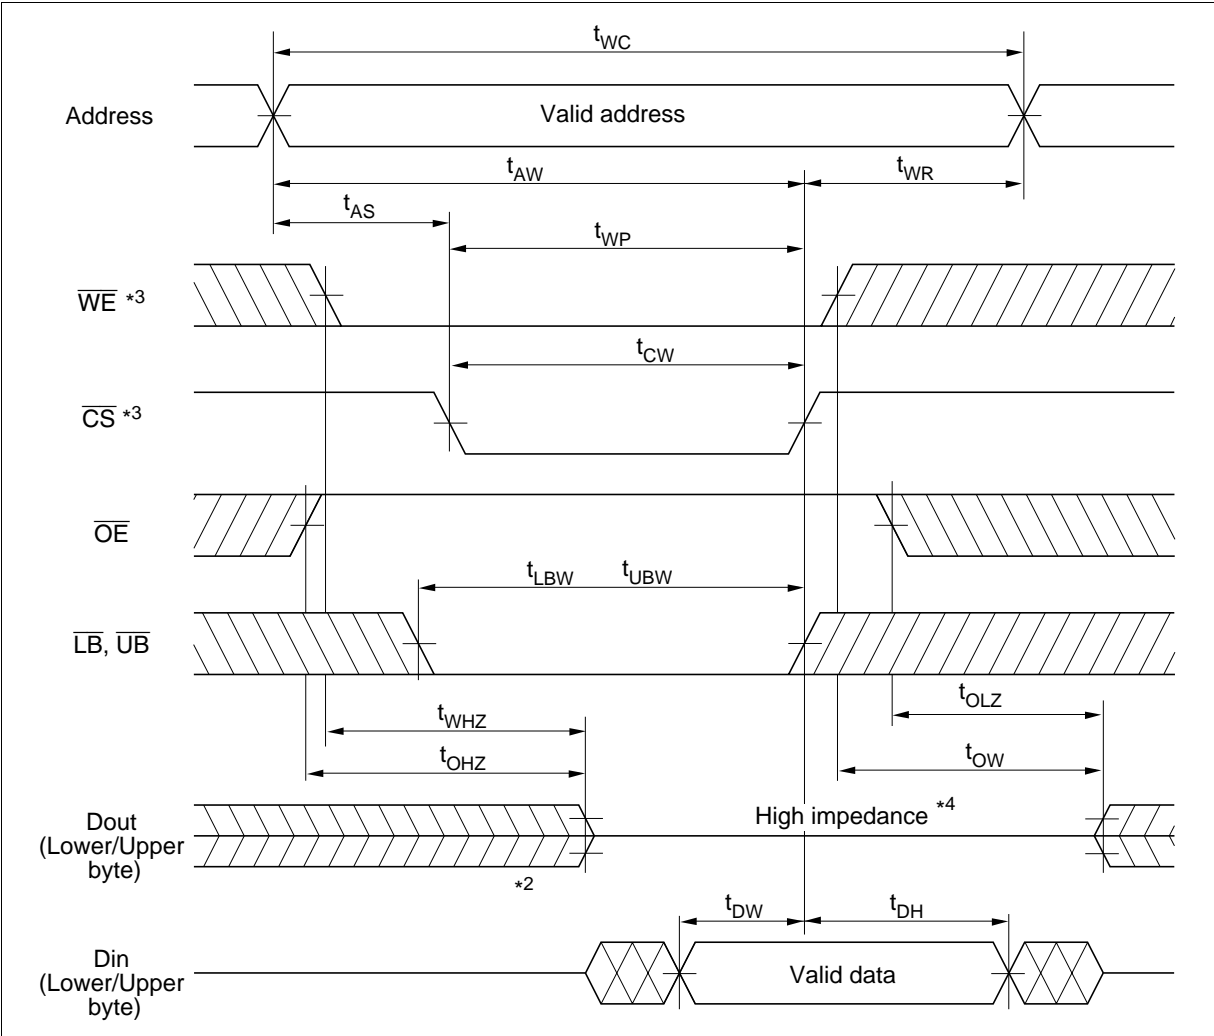 tWC
Address
Valid address
tAW
tWR
tAS
tWP
WE *3
tCW
CS *3
OE
tLBW
tUBW
LB, UB
tOLZ
tWHZ
tOW
tOHZ
High impedance *4
Dout
(Lower/Upper
byte)
*2
tDW
tDH
Din
(Lower/Upper
byte)
Valid data